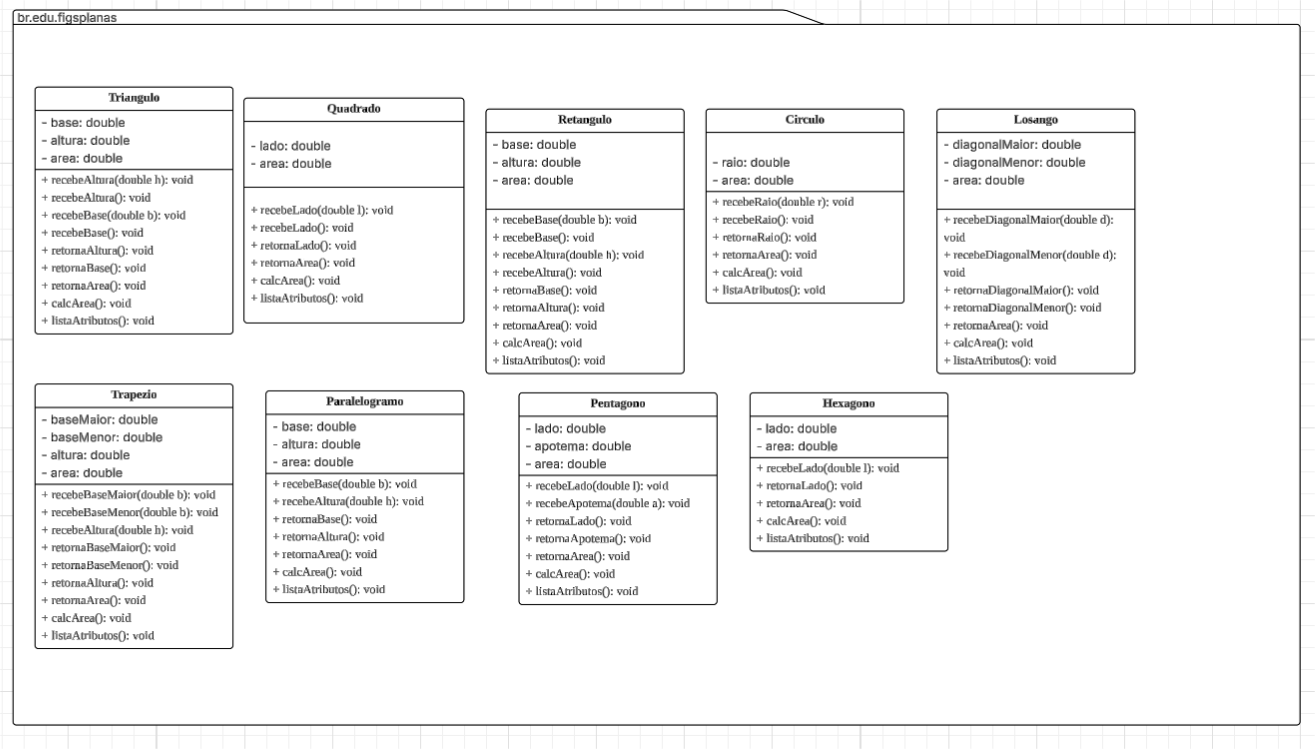 br.edu.figsplanas
Triangulo
- base: double
- altura: double
- area: double
+ recebeAltura(double h): void
+ recebeAltura(): void
+ recebeBase(double b): void
+ recebeBase(): void
+ retornaAltura(): void
+ retornaBase(): void
+ retornaArea(): void
+ calcArea(): void
+ listaAtributos(): void
Quadrado
- lado: double
- area: double
+ recebeLado(double l): void
+ recebeLado(): void
+ retornaLado(): void
+ retornaArea(): void
+ calcArea(): void
+ listaAtributos(): void
Retangulo
- base: double
- altura: double
- area: double
+ recebeBase(double b): void
+ recebeBase(): void
+ recebeAltura(double h): void
+ recebeAltura(): void
+ retornaBase(): void
+ retornaAltura(): void
+ retornaArea(): void
+ calcArea(): void
+ listaAtributos(): void
Circulo
- raio: double
- area: double
+ recebeRaio(double r): void
+ recebeRaio(): void
+ retornaRaio(): void
+ retornaArea(): void
+ calcArea(): void
+ listaAtributos(): void
Losango
- diagonalMaior: double
- diagonalMenor: double
- area: double
+ recebeDiagonalMaior(double d):
void
+ recebeDiagonalMenor(double d):
void
+ retornaDiagonalMaior(): void
+ retornaDiagonalMenor(): void
+ retornaArea(): void
+ calcArea(): void
+ listaAtributos(): void
Trapezio
- baseMaior: double
- baseMenor: double
- altura: double
- area: double
+ recebeBaseMaior(double b): void
+ recebeBaseMenor(double b): void
+ recebeAltura(double h): void
+ retornaBaseMaior(): void
+ retornaBaseMenor(): void
+ retornaAltura(): void
+ retornaArea(): void
+ calcArea(): void
+ listaAtributos(): void
Paralelogramo
- base: double
- altura: double
- area: double
+ recebeBase(double b): void
+ recebeAltura(double h): void
+ retornaBase(): void
+ retornaAltura(): void
+ retornaArea(): void
+ calcArea(): void
+ listaAtributos(): void
Pentagono
- lado: double
- apotema: double
- area: double
+ recebeLado(double l): void
+ recebeApotema(double a): void
+ retornaLado(): void
+ retornaApotema(): void
+ retornaArea(): void
+ calcArea(): void
+ listaAtributos(): void
Hexagono
- lado: double
- area: double
+ recebeLado(double l): void
+ retornaLado(): void
+ retornaArea(): void
+ calcArea(): void
+ listaAtributos(): void